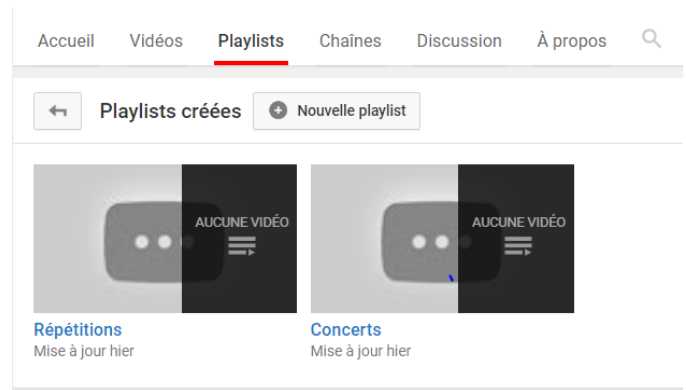 Accueil Vidéos Playlists Chaînes Discussion À propos
Playlists créées Nouvelle playlist
AUCUNE VIDÉO AUCUNE VIDÉO
Répétitions Concerts
Mise à jour hier Mise à jour hier